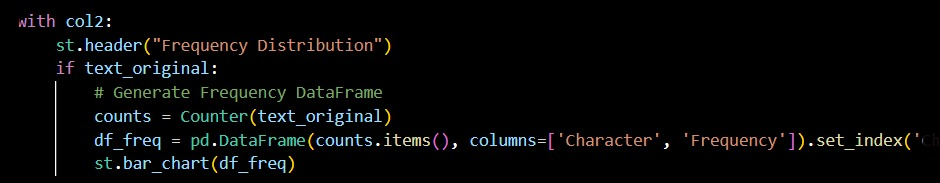 with col2:
st.header("Frequency Distribution")
if text_original:
# Generate Frequency DataFrame
counts = Counter(text_original)
df_freq = pd.DataFrame(counts.items(), columns=['Character', 'Frequency']).set_index('Ch
st.bar_chart(df_freq)